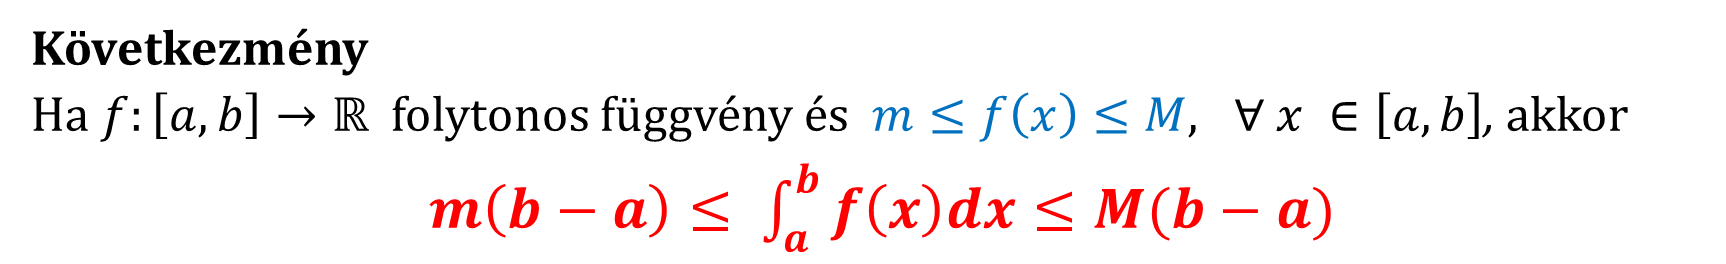 Következmény
Ha f: [a, b] → ℝ folytonos függvény és m ≤ f(x) ≤ M, ∀ x ∈ [a, b], akkor
m(b − a) ≤ ∫_a^b f(x)dx ≤ M(b − a)